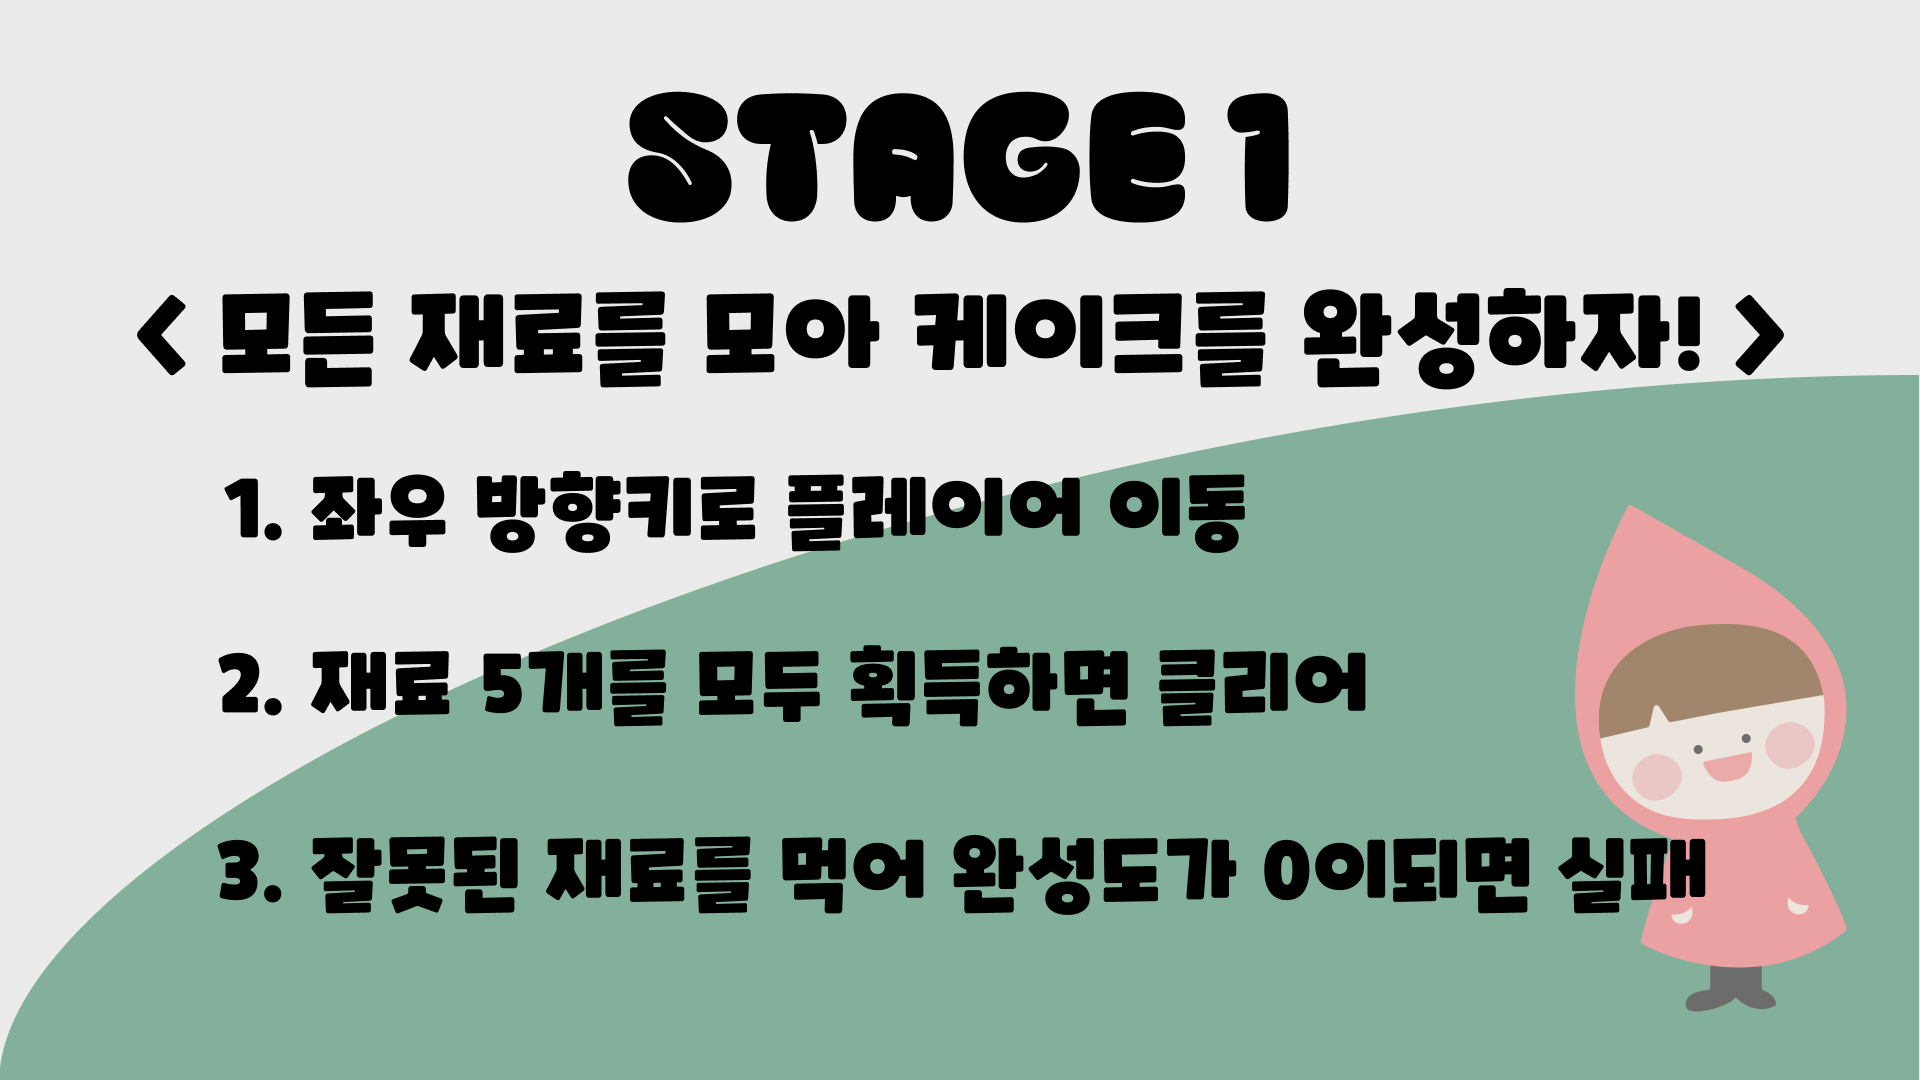 STAGE 1
< 모든 재료를 모아 케이크를 완성하자! >
1. 좌우 방향키로 플레이어 이동
2. 재료 5개를 모두 획득하면 클리어
3. 잘못된 재료를 먹어 완성도가 0이되면 실패